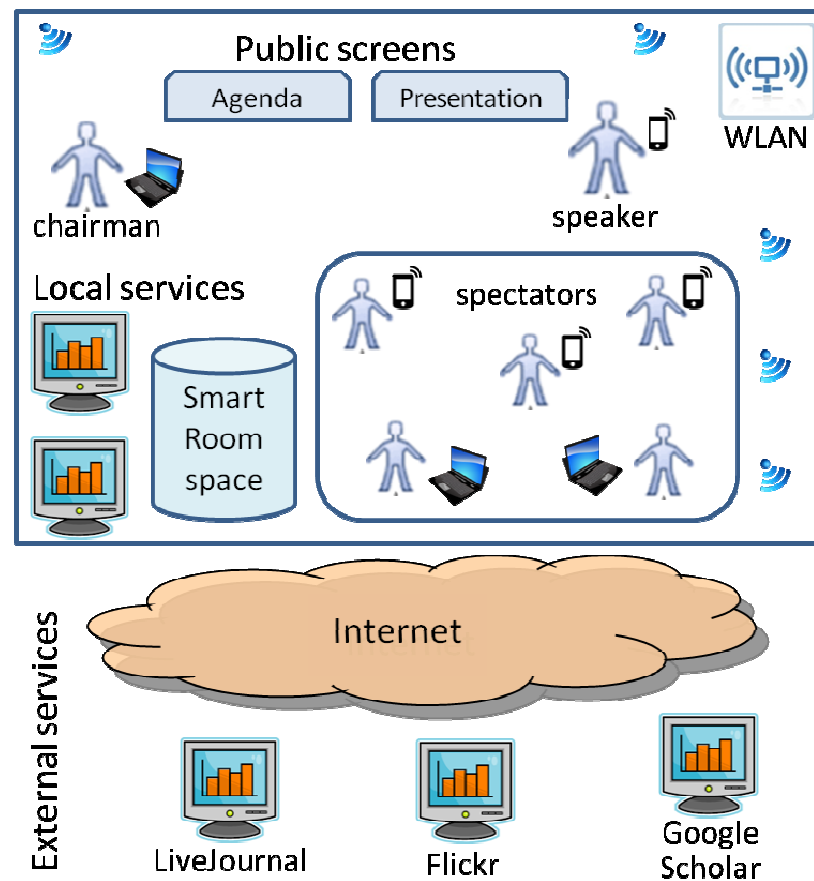 Public screens
Agenda
Presentation
WLAN
chairman
speaker
Local services
spectators
Smart
Room
space
Internet
External services
LiveJournal
Flickr
Google
Scholar